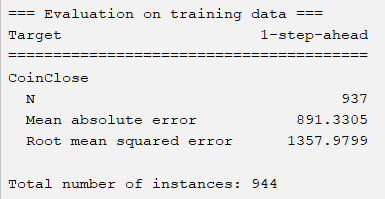 === Evaluation on training data ===
Target 1-step-ahead
========================================
CoinClose
N 937
Mean absolute error 891.3305
Root mean squared error 1357.9799
Total number of instances: 944